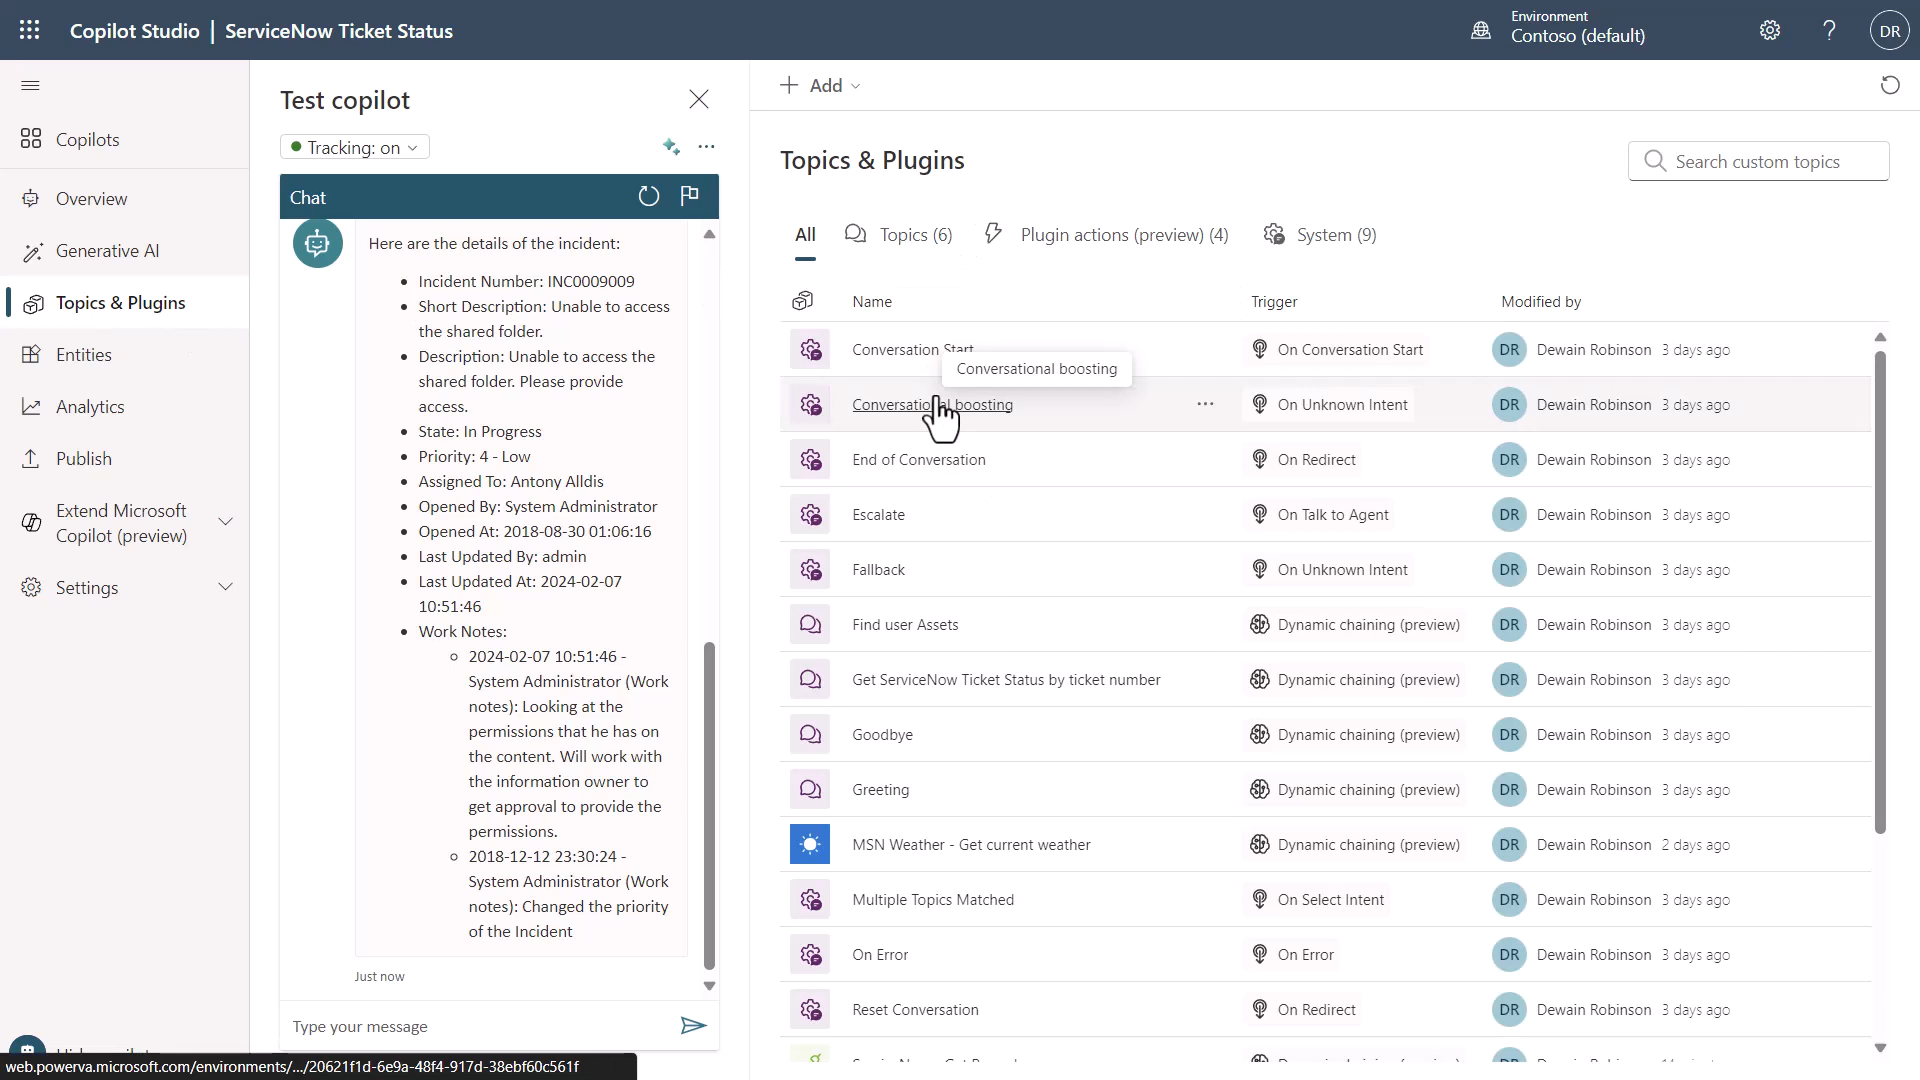 Copilot Studio | ServiceNow Ticket Status
Environment
Contoso (default)
?
DR
Copilots
Overview
Generative AI
Topics & Plugins
Entities
Analytics
Publish
Extend Microsoft
Copilot (preview)
Settings
Test copilot
Tracking: on
...
Chat
Here are the details of the incident:
• Incident Number: INC0009009
• Short Description: Unable to access
the shared folder.
• Description: Unable to access the
shared folder. Please provide
access.
• State: In Progress
• Priority: 4 - Low
• Assigned To: Antony Alldis
• Opened By: System Administrator
• Opened At: 2018-08-30 01:06:16
• Last Updated By: admin
• Last Updated At: 2024-02-07
10:51:46
• Work Notes:
2024-02-07 10:51:46 -
System Administrator (Work
notes): Looking at the
permissions that he has on
the content. Will work with
the information owner to
get approval to provide the
permissions.
2018-12-12 23:30:24 -
System Administrator (Work
notes): Changed the priority
of the Incident
Just now
Type your message
web.powerva.microsoft.com/environments/.../20621f1d-6e9a-48f4-917d-38ebf60c561f
+ Add
Topics & Plugins
Search custom topics
All Topics (6) Plugin actions (preview) (4) System (9)
Name Trigger Modified by
Conversation Start On Conversation Start DR Dewain Robinson 3 days ago
Conversational boosting
Conversational boosting ... On Unknown Intent DR Dewain Robinson 3 days ago
End of Conversation On Redirect DR Dewain Robinson 3 days ago
Escalate On Talk to Agent DR Dewain Robinson 3 days ago
Fallback On Unknown Intent DR Dewain Robinson 3 days ago
Find user Assets Dynamic chaining (preview) DR Dewain Robinson 3 days ago
Get ServiceNow Ticket Status by ticket number Dynamic chaining (preview) DR Dewain Robinson 3 days ago
Goodbye Dynamic chaining (preview) DR Dewain Robinson 3 days ago
Greeting Dynamic chaining (preview) DR Dewain Robinson 3 days ago
MSN Weather - Get current weather Dynamic chaining (preview) DR Dewain Robinson 2 days ago
Multiple Topics Matched On Select Intent DR Dewain Robinson 3 days ago
On Error On Error DR Dewain Robinson 3 days ago
Reset Conversation On Redirect DR Dewain Robinson 3 days ago